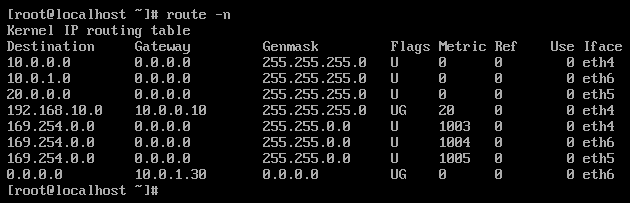 [root@localhost ~]# route -n
Kernel IP routing table
Destination     Gateway         Genmask         Flags Metric Ref    Use Iface
10.0.0.0        0.0.0.0         255.255.255.0   U     0      0        0 eth4
10.0.1.0        0.0.0.0         255.255.255.0   U     0      0        0 eth6
20.0.0.0        0.0.0.0         255.255.255.0   U     0      0        0 eth5
192.168.10.0    10.0.0.10       255.255.255.0   UG    20     0        0 eth4
169.254.0.0     0.0.0.0         255.255.0.0     U     1003   0        0 eth4
169.254.0.0     0.0.0.0         255.255.0.0     U     1004   0        0 eth6
169.254.0.0     0.0.0.0         255.255.0.0     U     1005   0        0 eth5
0.0.0.0         10.0.1.30       0.0.0.0         UG    0      0        0 eth6
[root@localhost ~]#